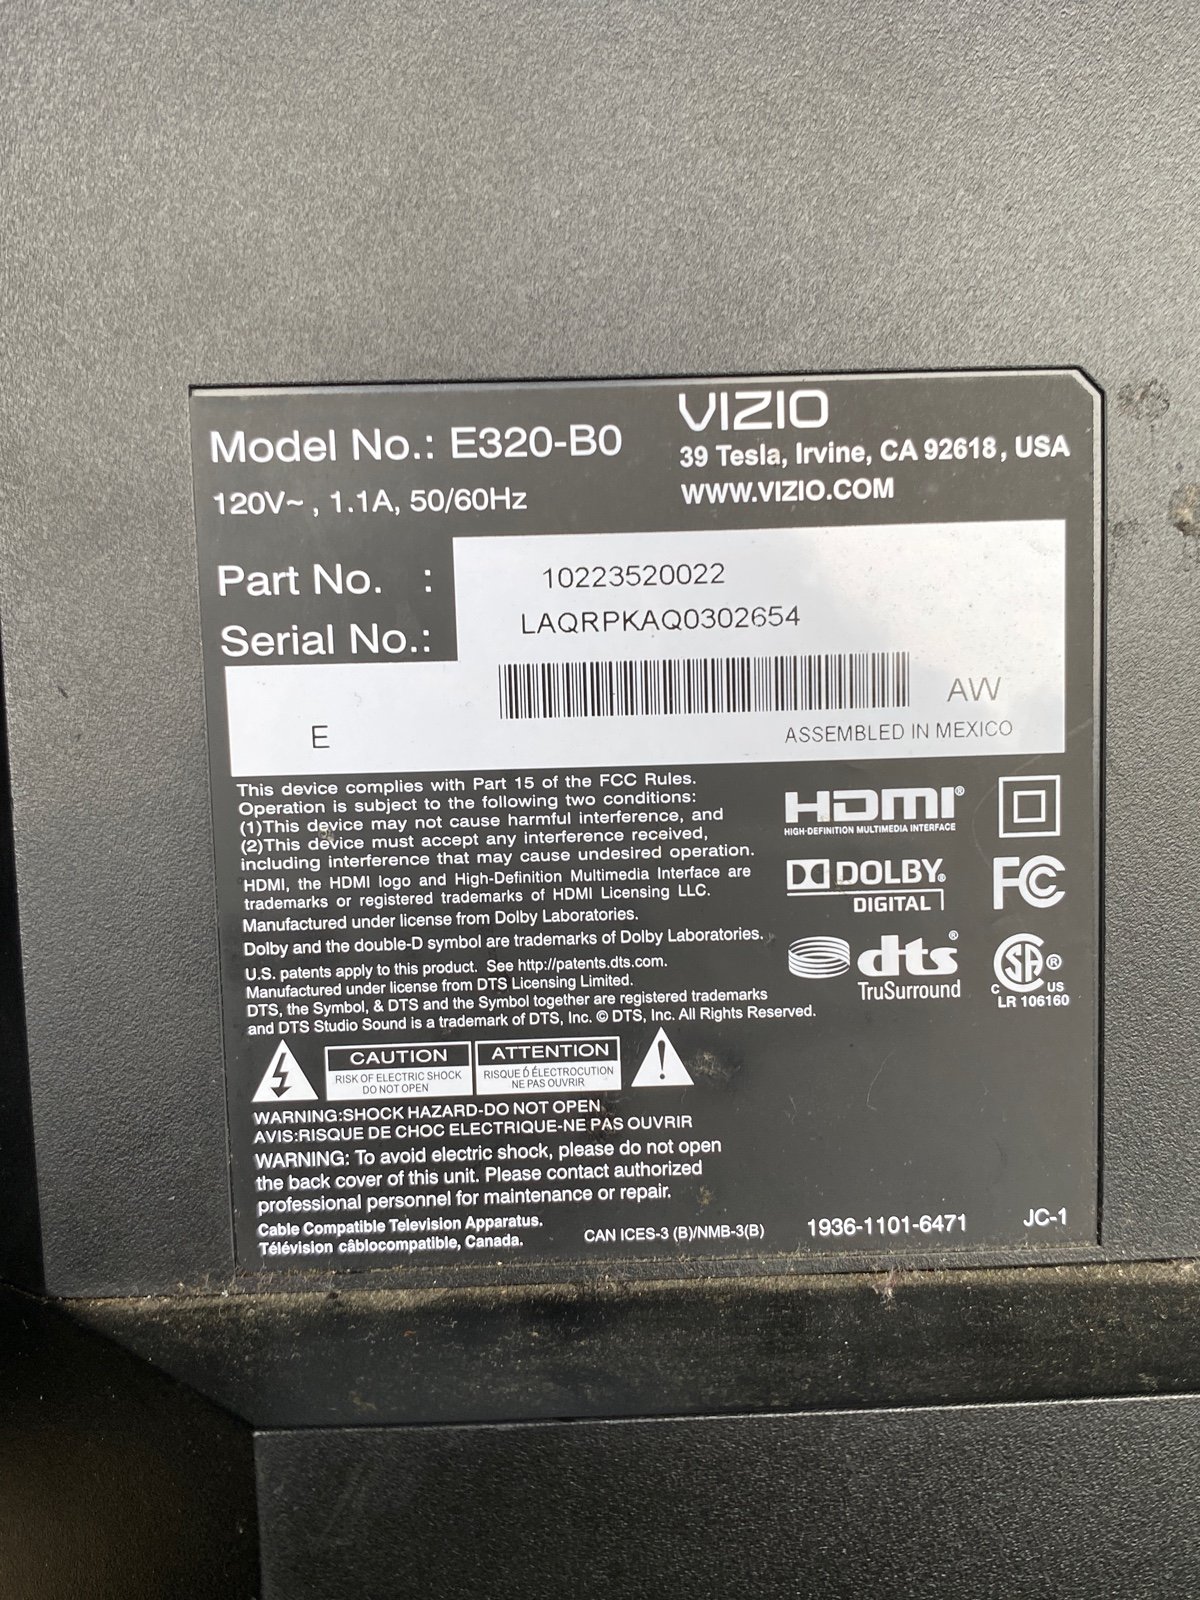 Model No.: E320-B0
VIZIO
39 Tesla, Irvine, CA 92618, USA
120V~ , 1.1A, 50/60Hz
WWW.VIZIO.COM
Part No. : 10223520022
Serial No.: LAQRPKAQ0302654
AW
E
ASSEMBLED IN MEXICO
This device complies with Part 15 of the FCC Rules.
Operation is subject to the following two conditions:
(1)This device may not cause harmful interference, and
(2)This device must accept any interference received,
including interference that may cause undesired operation.
HDMI, the HDMI logo and High-Definition Multimedia Interface are
trademarks or registered trademarks of HDMI Licensing LLC.
Manufactured under license from Dolby Laboratories.
Dolby and the double-D symbol are trademarks of Dolby Laboratories.
U.S. patents apply to this product. See http://patents.dts.com.
Manufactured under license from DTS Licensing Limited.
DTS, the Symbol, & DTS and the Symbol together are registered trademarks
and DTS Studio Sound is a trademark of DTS, Inc. © DTS, Inc. All Rights Reserved.
HDMI®
HIGH-DEFINITION MULTIMEDIA INTERFACE
DOLBY®
DIGITAL
FC
dts®
TruSurround
C SA® US
LR 106160
CAUTION
RISK OF ELECTRIC SHOCK
DO NOT OPEN
ATTENTION
RISQUE D ÉLECTROCUTION
NE PAS OUVRIR
!
WARNING:SHOCK HAZARD-DO NOT OPEN
AVIS:RISQUE DE CHOC ELECTRIQUE-NE PAS OUVRIR
WARNING: To avoid electric shock, please do not open
the back cover of this unit. Please contact authorized
professional personnel for maintenance or repair.
Cable Compatible Television Apparatus.
Télévision câblocompatible, Canada.
CAN ICES-3 (B)/NMB-3(B)
1936-1101-6471
JC-1